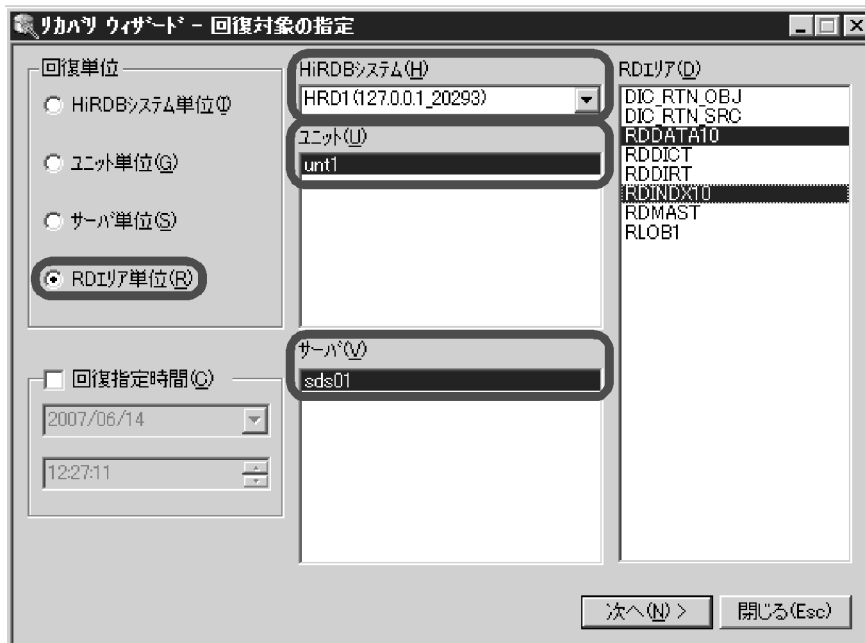 リカバリ ウィザード - 回復対象の指定
回復単位
HiRDBシステム単位(I)
ユニット単位(G)
サーバ単位(S)
RDエリア単位(R)
回復指定時間(C)
2007/06/14
12:27:11
HiRDBシステム(H)
HRD1(127.0.0.1_20293)
ユニット(U)
unt1
サーバ(V)
sds01
RDエリア(D)
DIC_RTN_OBJ
DIC_RTN_SRC
RDDATA10
RDDICT
RDDIRT
RDINDX10
RDMAST
RLOB1
次へ(N) >
閉じる(Esc)